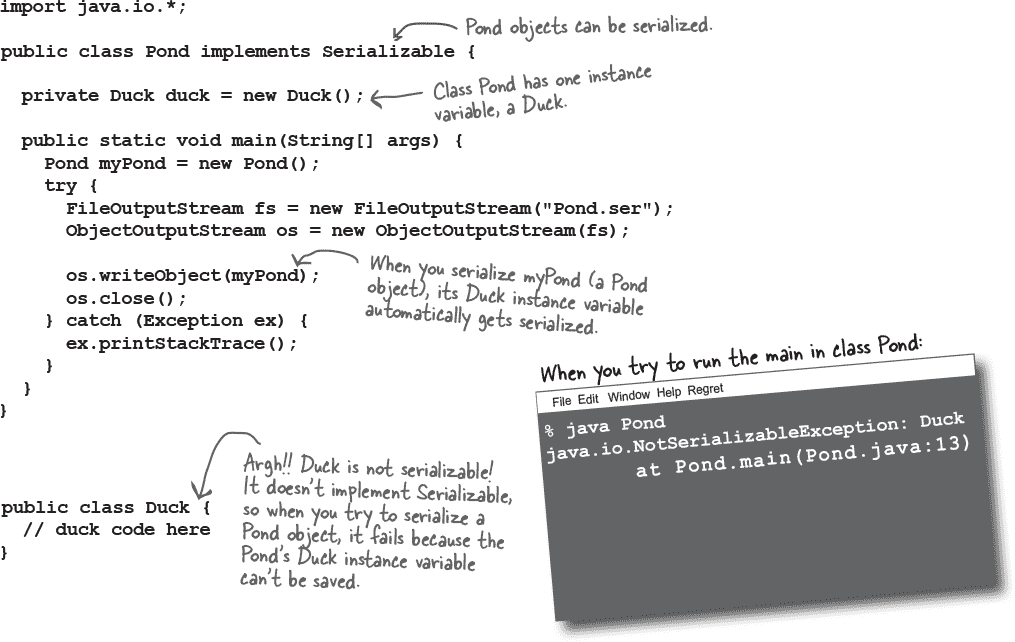 import java.io.*;
Pond objects can be serialized.
public class Pond implements Serializable {
private Duck duck = new Duck();
Class Pond has one instance
variable, a Duck.
public static void main(String[] args) {
Pond myPond = new Pond();
try {
FileOutputStream fs = new FileOutputStream("Pond.ser");
ObjectOutputStream os = new ObjectOutputStream(fs);
os.writeObject(myPond);
os.close();
When you serialize myPond (a Pond
object), its Duck instance variable
automatically gets serialized.
} catch (Exception ex) {
ex.printStackTrace();
}
}
}
When you try to run the main in class Pond:
File Edit Window Help Regret
% java Pond
java.io.NotSerializableException: Duck
at Pond.main(Pond.java:13)
Argh!! Duck is not serializable!
It doesn't implement Serializable,
so when you try to serialize a
Pond object, it fails because the
Pond's Duck instance variable
can't be saved.
public class Duck {
// duck code here
}